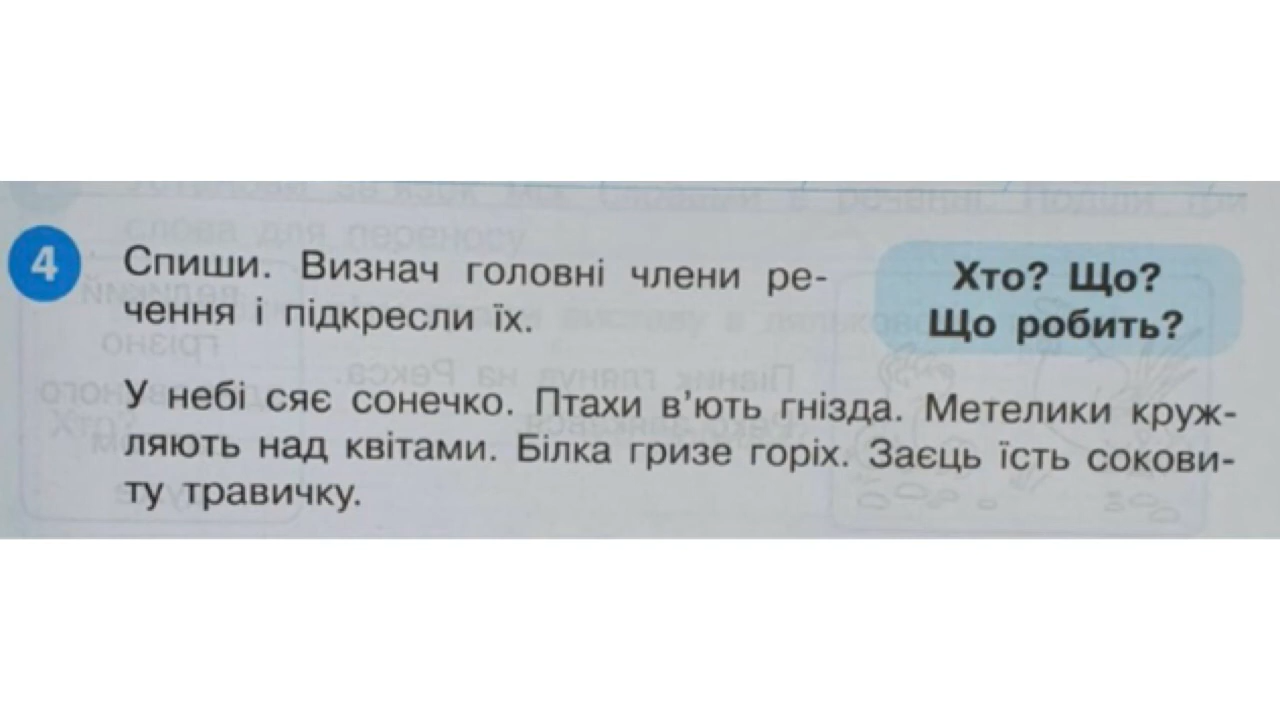 4
Спиши. Визнач головні члени ре-
чення і підкресли їх.
Хто? Що?
Що робить?
У небі сяє сонечко. Птахи в’ють гнізда. Метелики круж-
ляють над квітами. Білка гризе горіх. Заєць їсть сокови-
ту травичку.